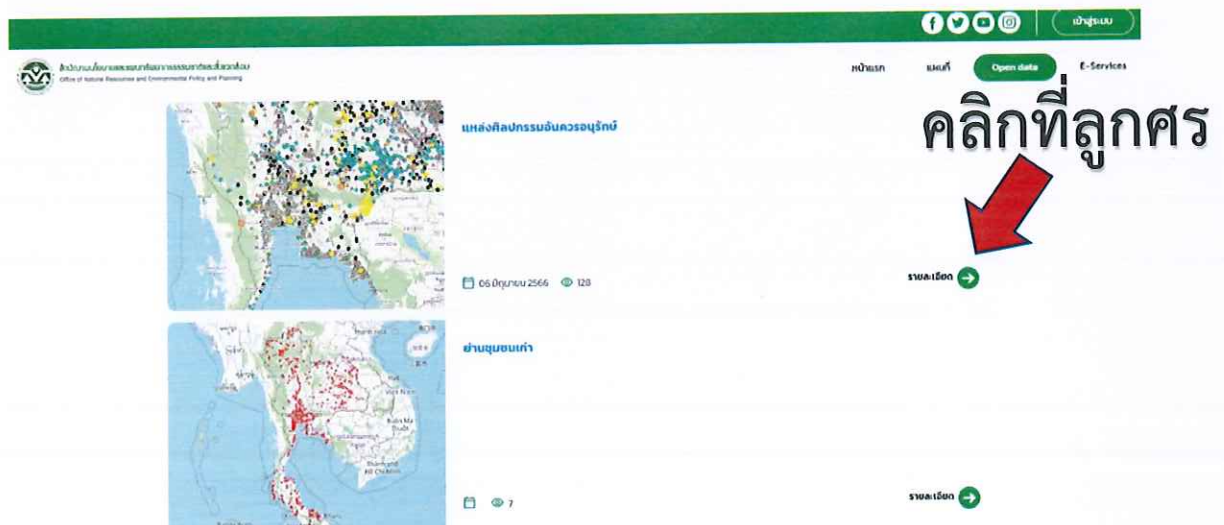 เข้าสู่ระบบ
สำนักงานนโยบายและแผนทรัพยากรธรรมชาติและสิ่งแวดล้อม
Office of Natural Resources and Environmental Policy and Planning
หน้าแรก แผนที่ Open data E-Services
คลิกที่ลูกศร
แหล่งศิลปกรรมอันควรอนุรักษ์
06 มิถุนายน 2566 128
รายละเอียด
ย่านชุมชนเก่า
7
รายละเอียด